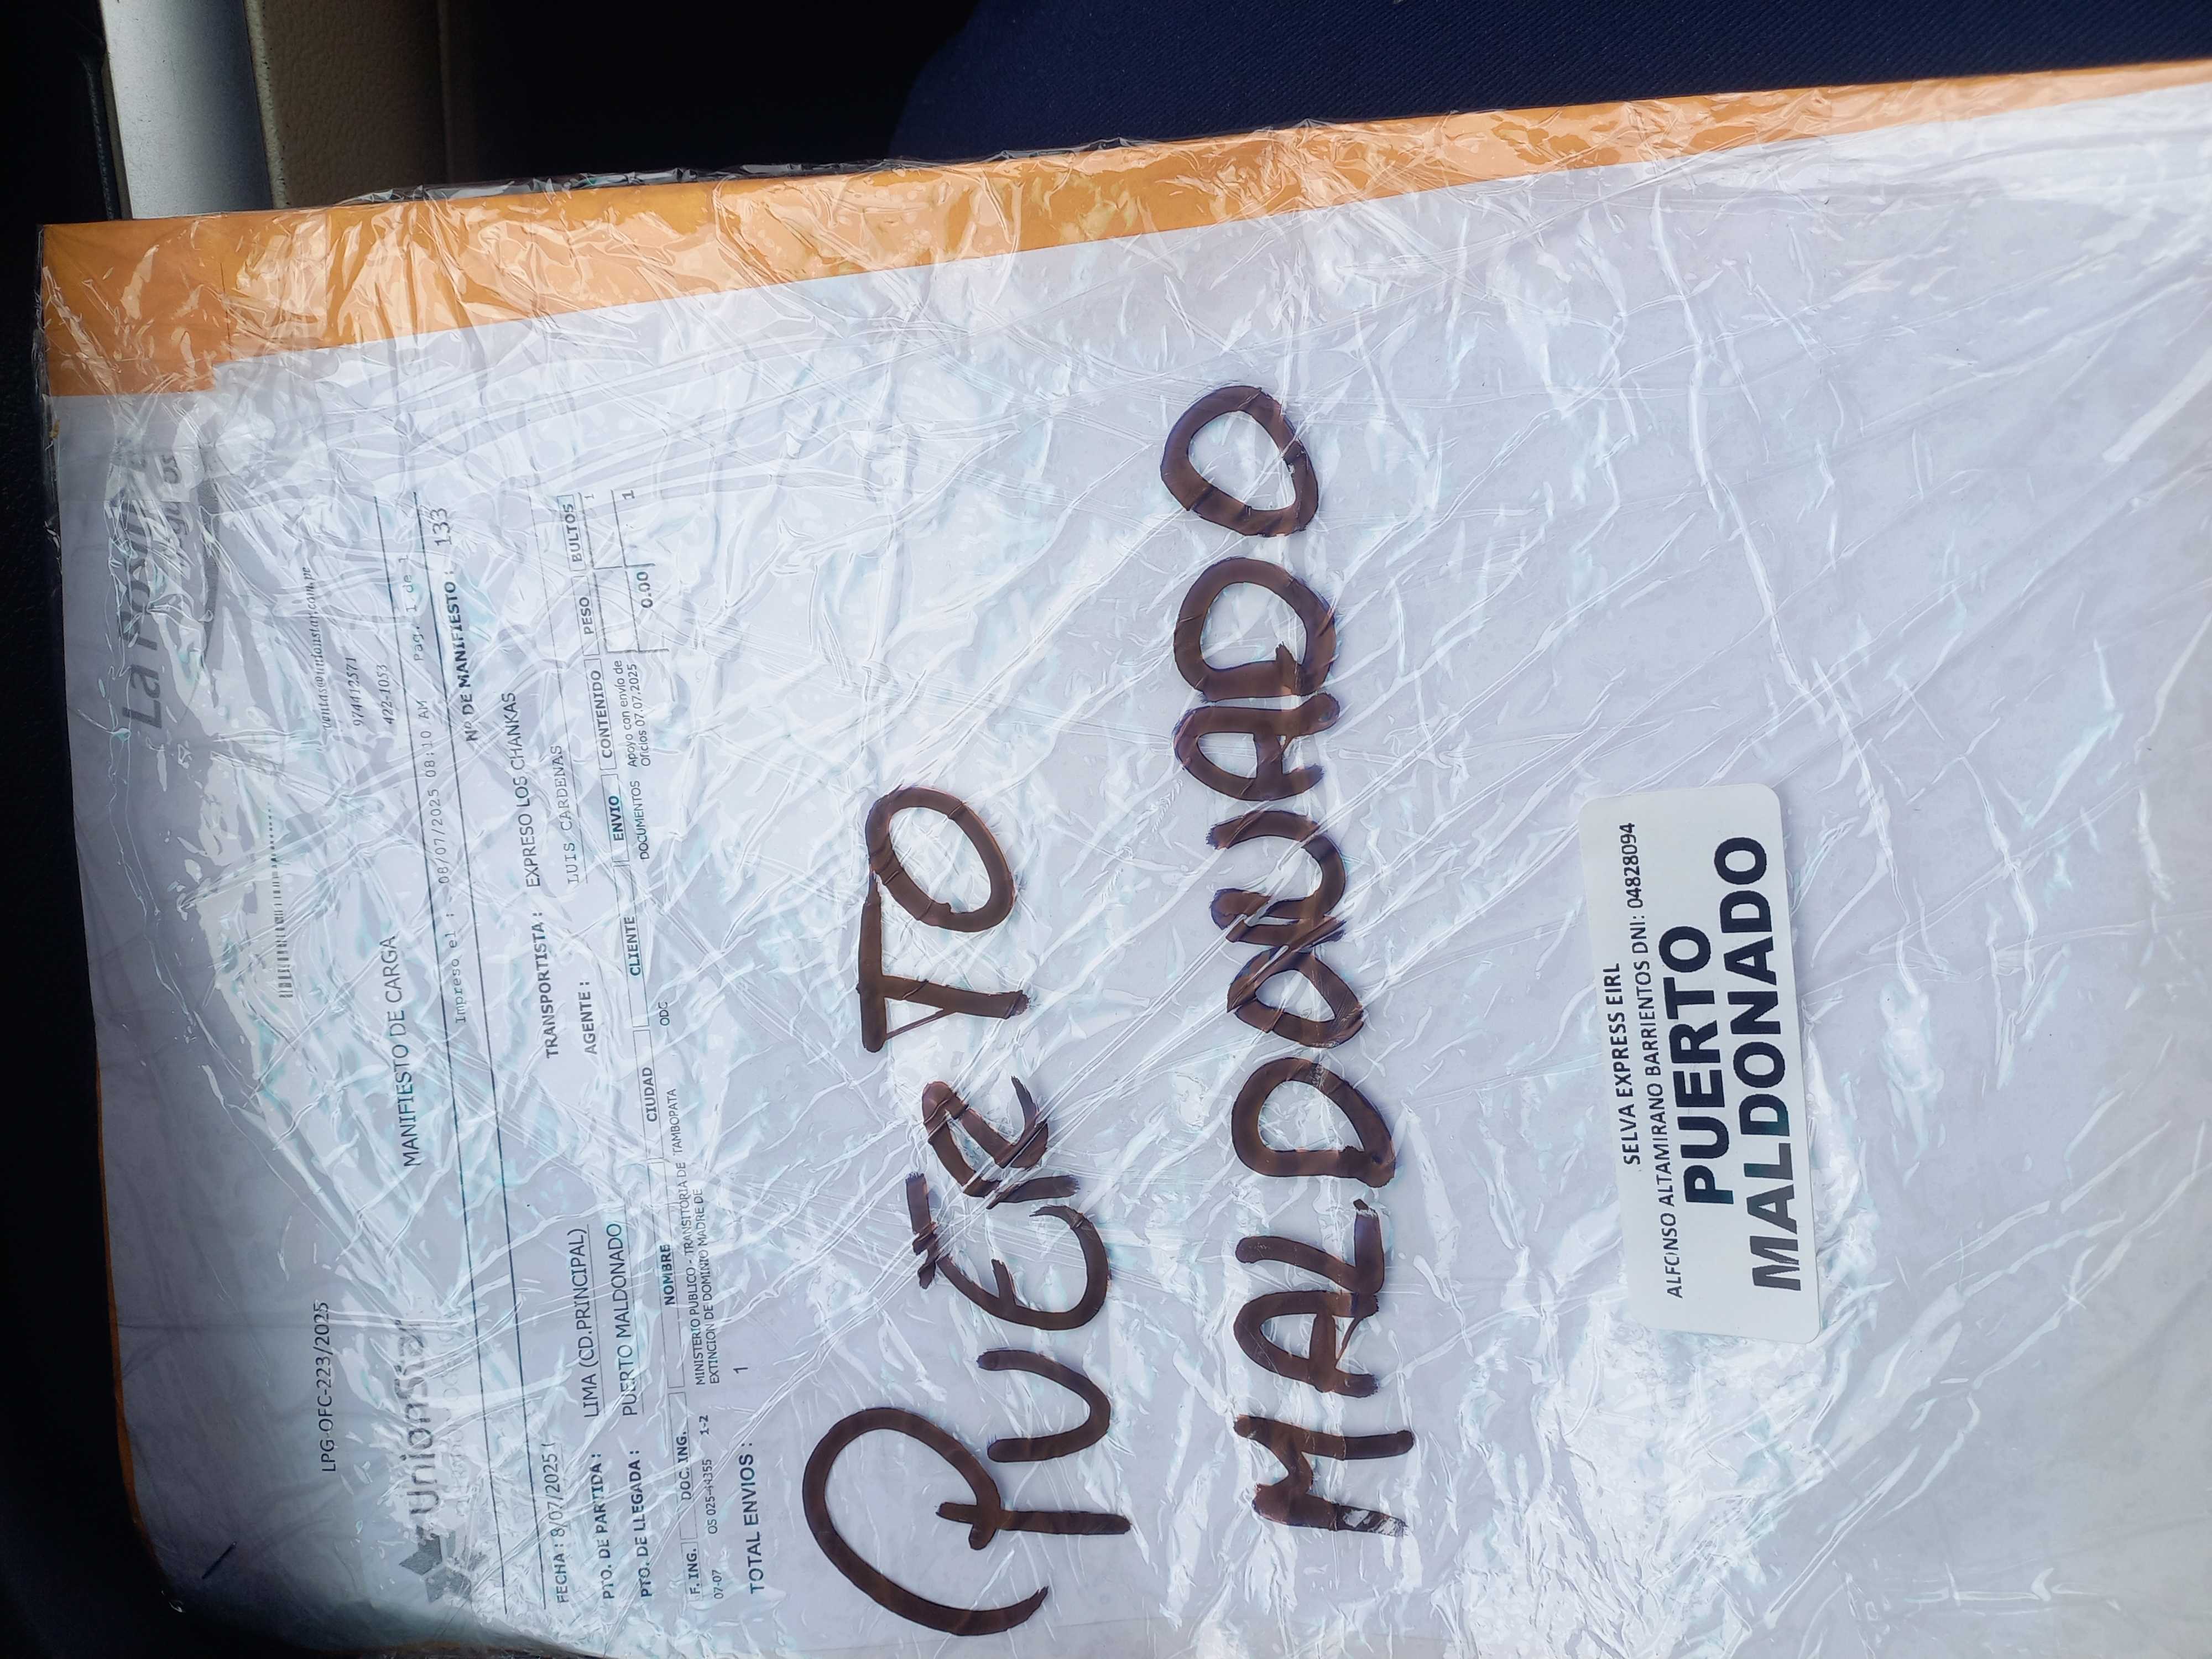 LPG-OFC-223/2025
UnionStar
La Positiva
Seguros
ventas@unionstar.com.pe
974412571
422-1053
MANIFIESTO DE CARGA
Impreso el : 08/07/2025 08:10 AM Pag. 1 de 1
Nº DE MANIFIESTO : 133
FECHA : 8/07/2025
TRANSPORTISTA : EXPRESO LOS CHANKAS
PTO. DE PARTIDA : LIMA (CD.PRINCIPAL)
AGENTE : LUIS CARDENAS
PTO. DE LLEGADA : PUERTO MALDONADO
F. ING. DOC. ING. NOMBRE CIUDAD CLIENTE ENVIO CONTENIDO PESO BULTOS
07-07 OS 025-44355 1-2 MINISTERIO PUBLICO - TRANSITORIA DE TAMBOPATA ODC DOCUMENTOS Apoyo con envío de 1
EXTINCION DE DOMINIO MADRE DE Oficios 07.07.2025
TOTAL ENVIOS : 1 0.00 1
PUERTO
MALDONADO
SELVA EXPRESS EIRL
ALFONSO ALTAMIRANO BARRIENTOS DNI: 04828094
PUERTO
MALDONADO